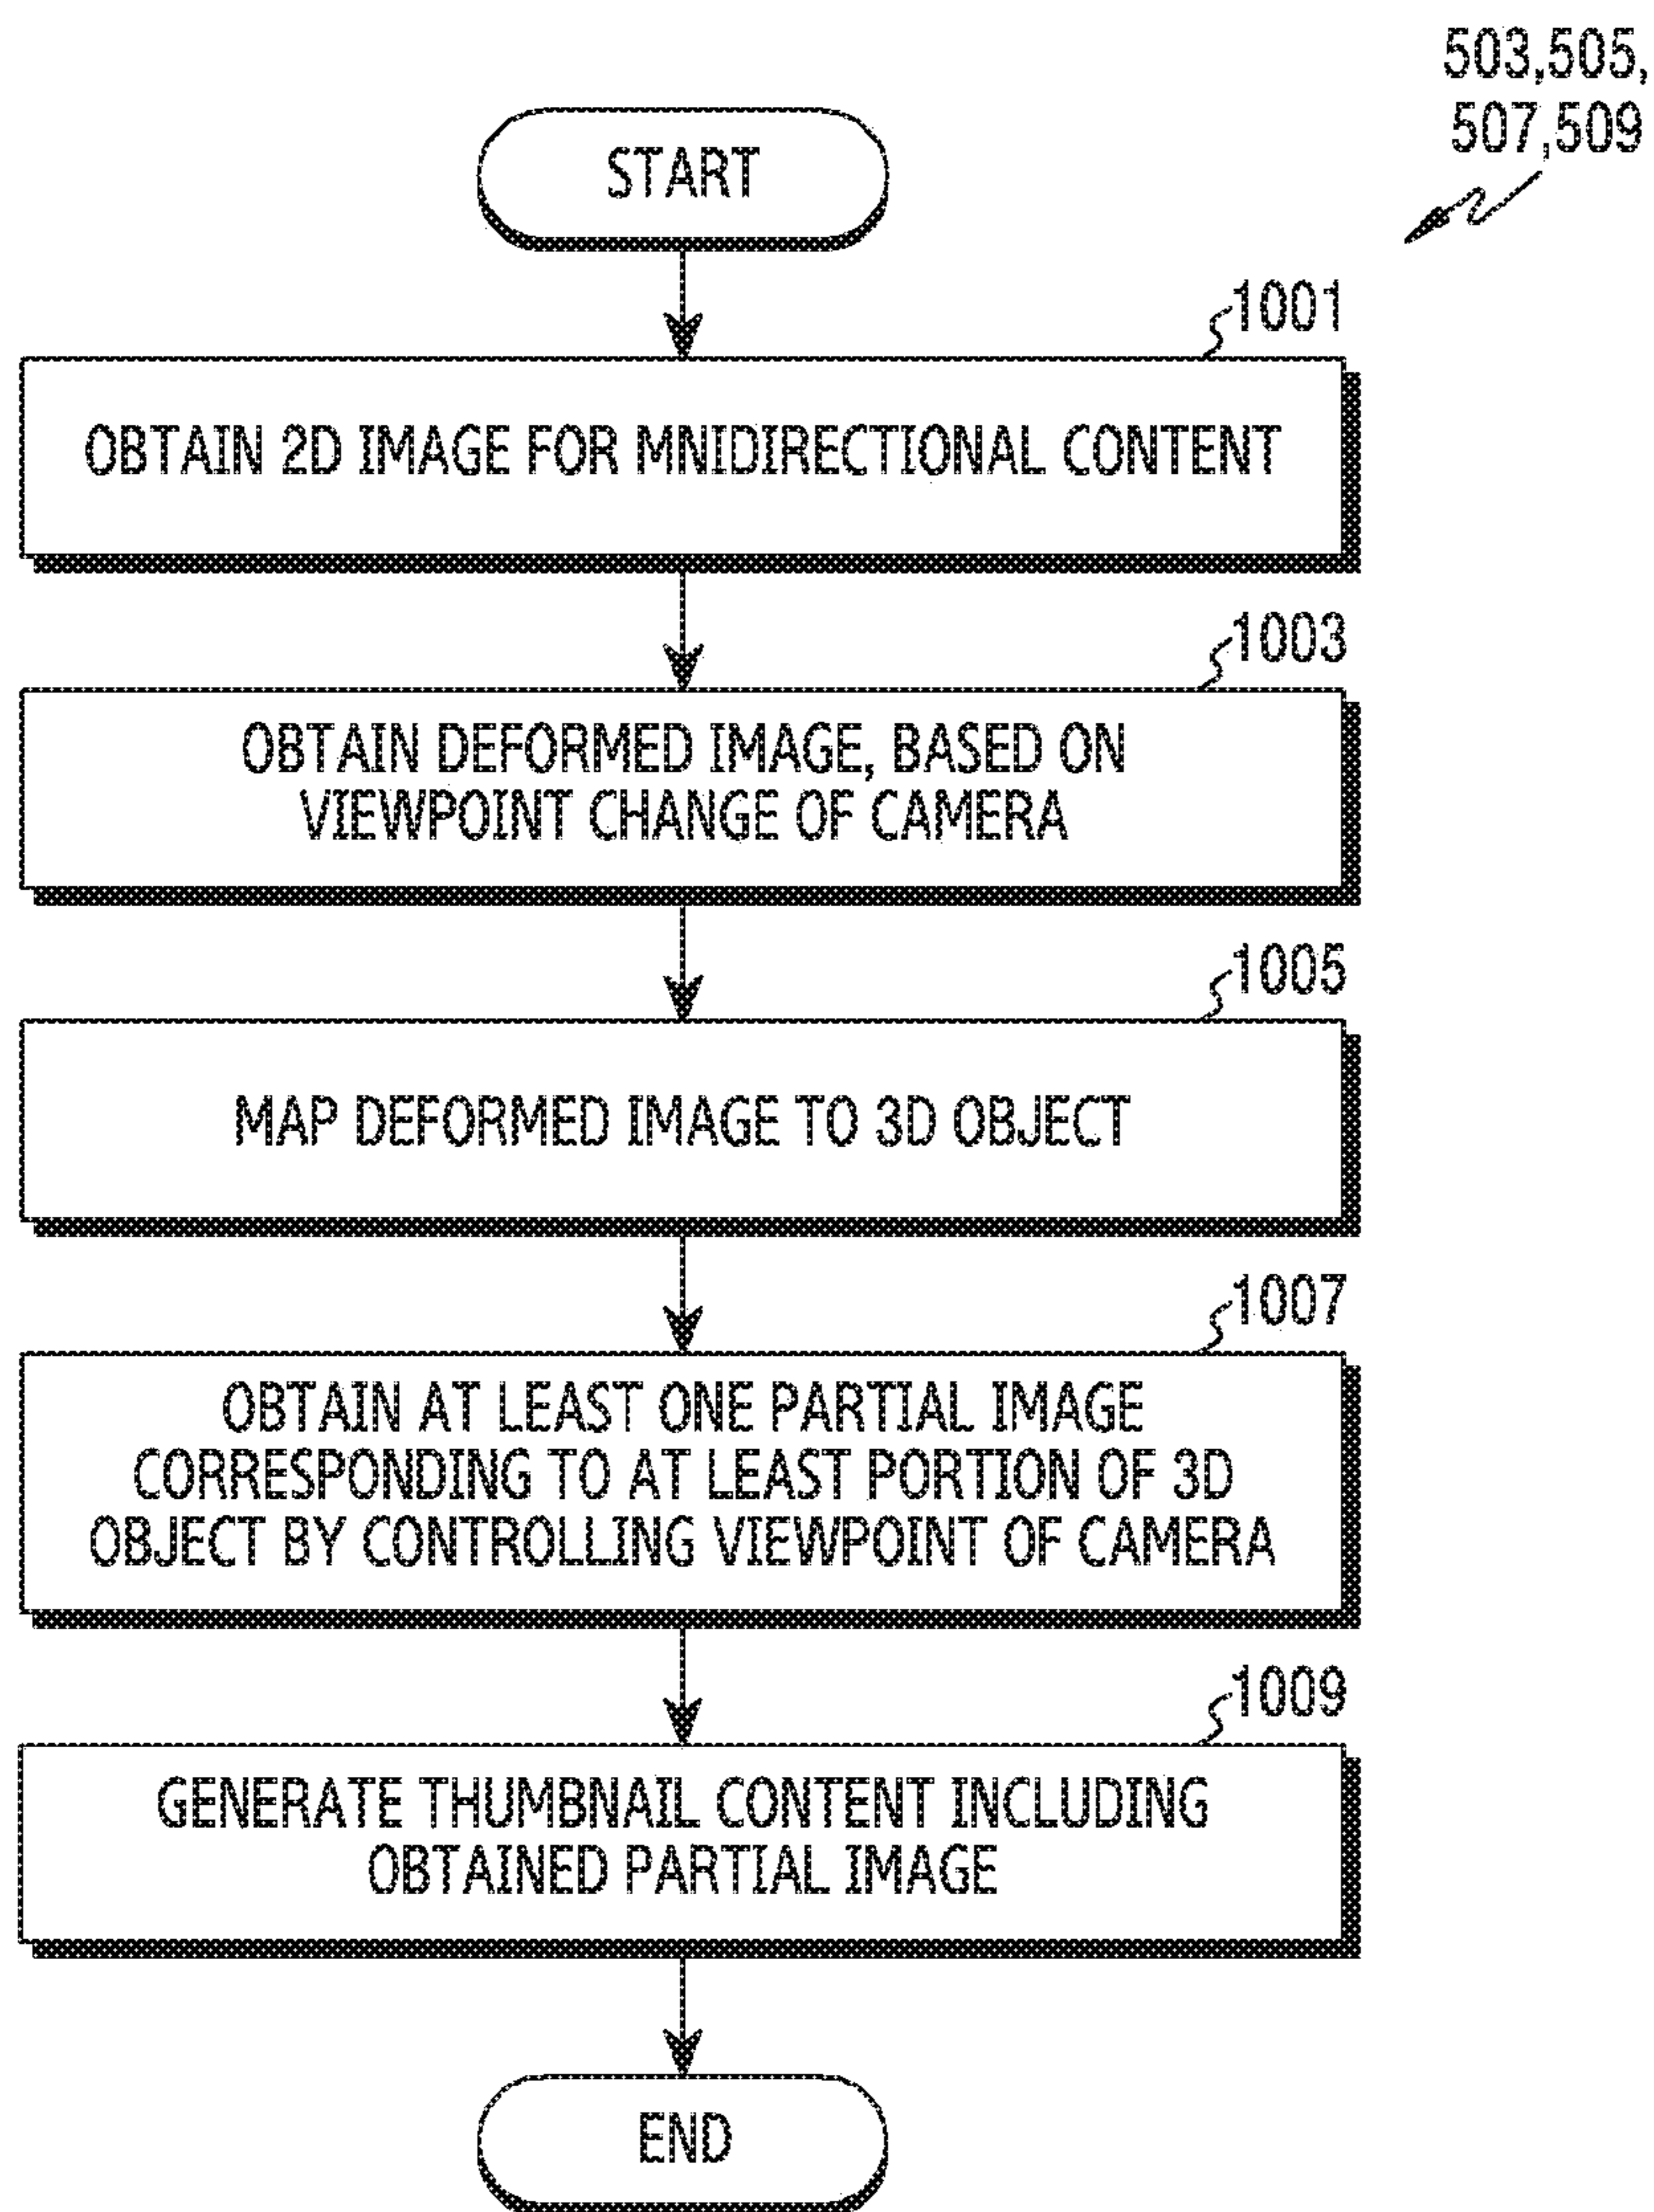 503,505,
507,509
START
1001
OBTAIN 2D IMAGE FOR MNIDIRECTIONAL CONTENT
1003
OBTAIN DEFORMED IMAGE, BASED ON
VIEWPOINT CHANGE OF CAMERA
1005
MAP DEFORMED IMAGE TO 3D OBJECT
1007
OBTAIN AT LEAST ONE PARTIAL IMAGE
CORRESPONDING TO AT LEAST PORTION OF 3D
OBJECT BY CONTROLLING VIEWPOINT OF CAMERA
1009
GENERATE THUMBNAIL CONTENT INCLUDING
OBTAINED PARTIAL IMAGE
END